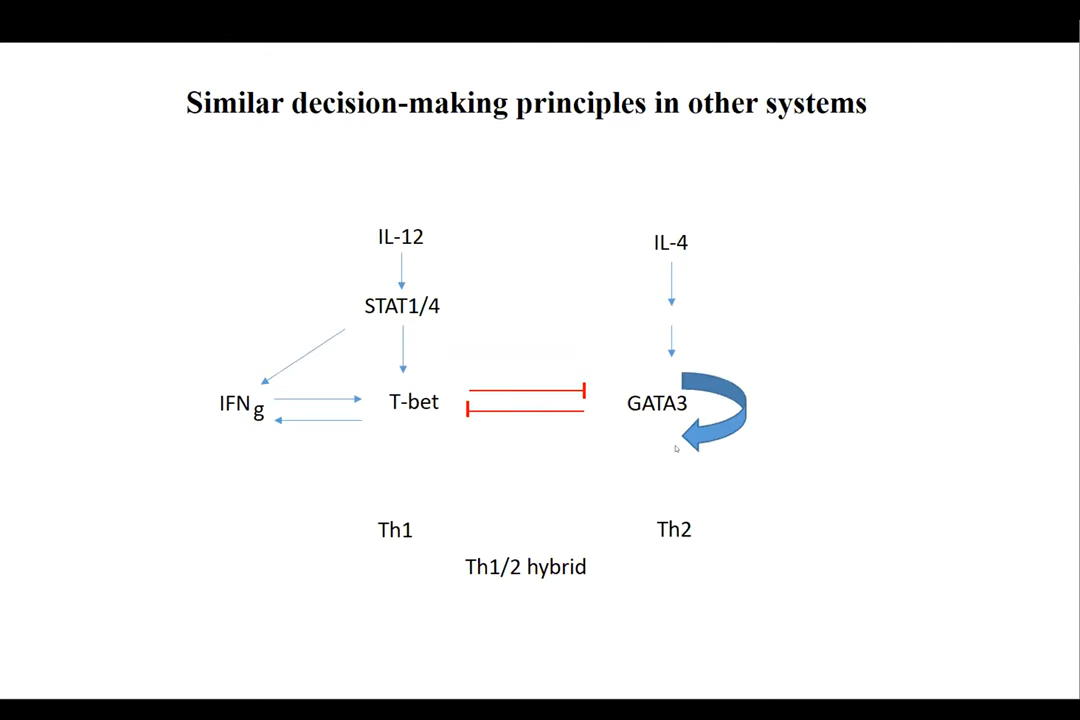 Similar decision-making principles in other systems
IL-12
IL-4
STAT1/4
IFN g
T-bet
GATA3
Th1
Th2
Th1/2 hybrid